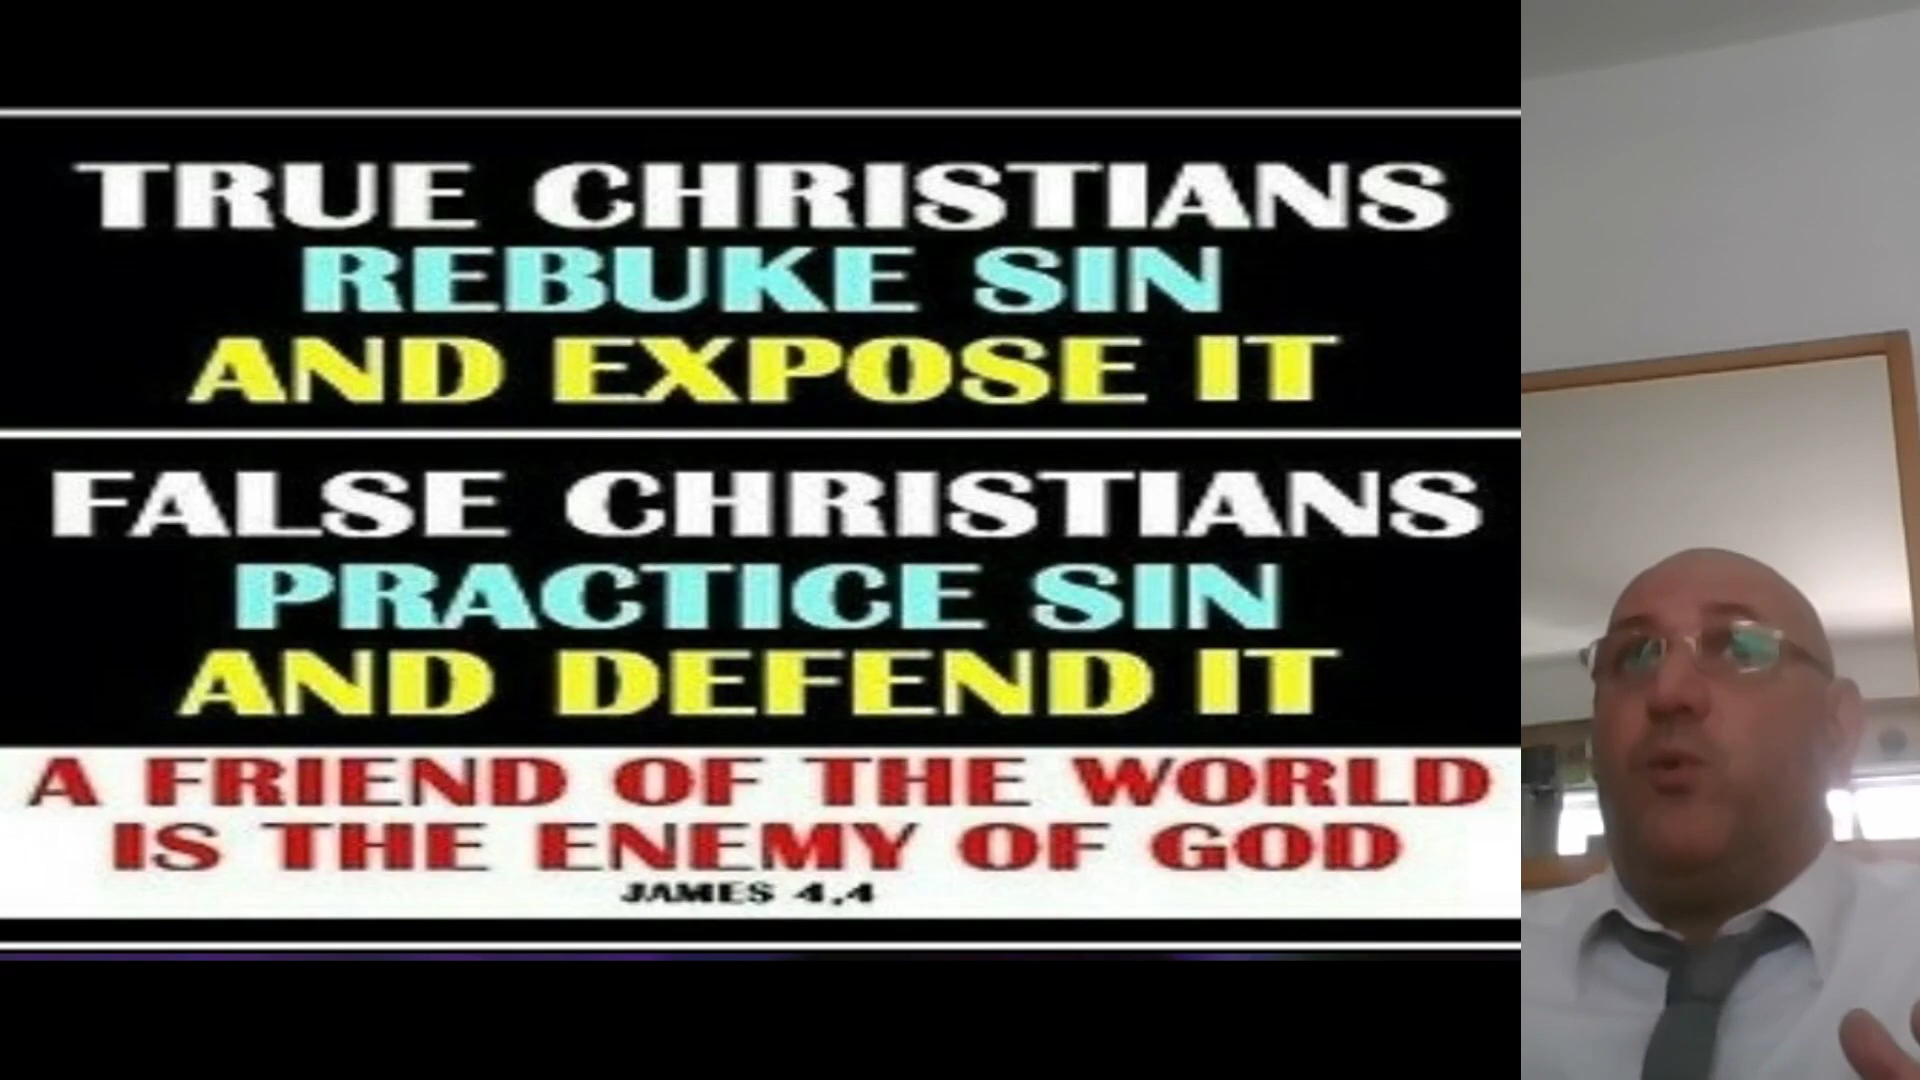 TRUE CHRISTIANS
REBUKE SIN
AND EXPOSE IT
FALSE CHRISTIANS
PRACTICE SIN
AND DEFEND IT
A FRIEND OF THE WORLD
IS THE ENEMY OF GOD
JAMES 4.4